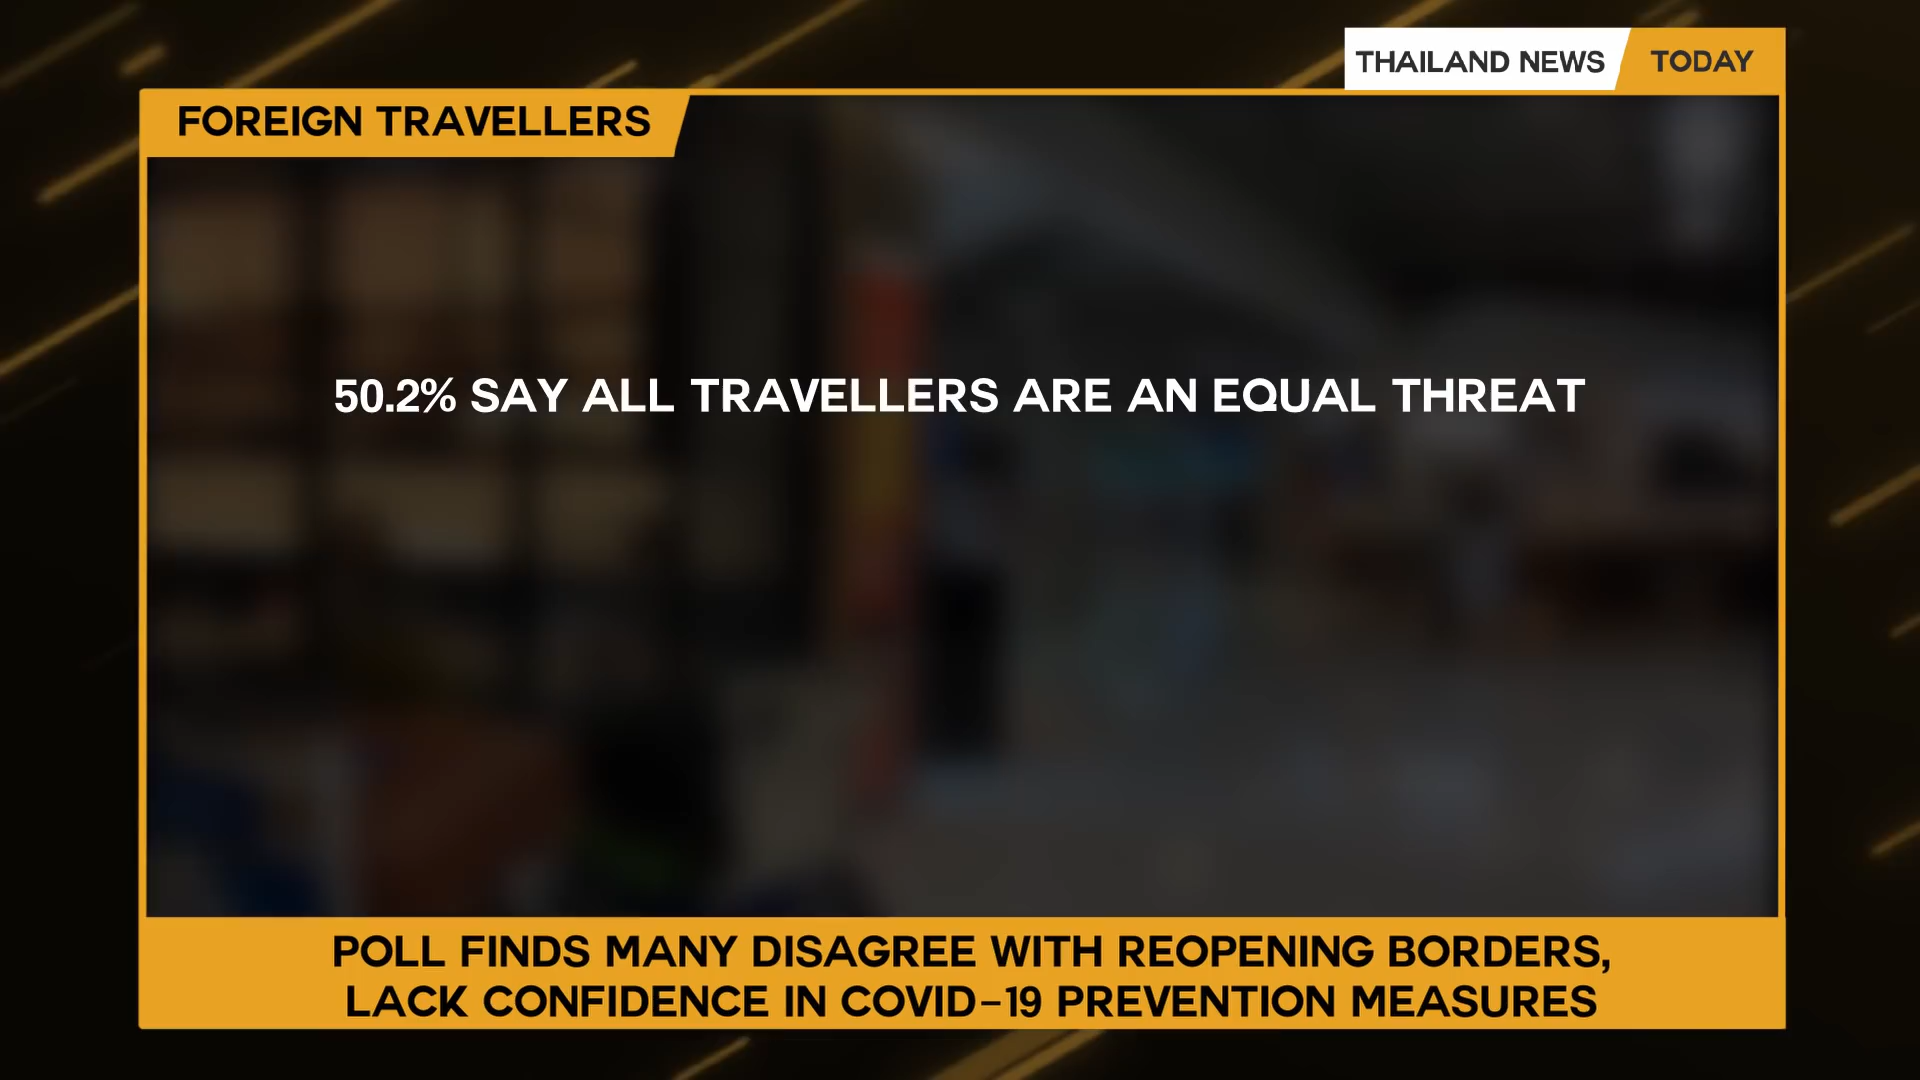 THAILAND NEWS TODAY
FOREIGN TRAVELLERS
50.2% SAY ALL TRAVELLERS ARE AN EQUAL THREAT
POLL FINDS MANY DISAGREE WITH REOPENING BORDERS,
LACK CONFIDENCE IN COVID-19 PREVENTION MEASURES